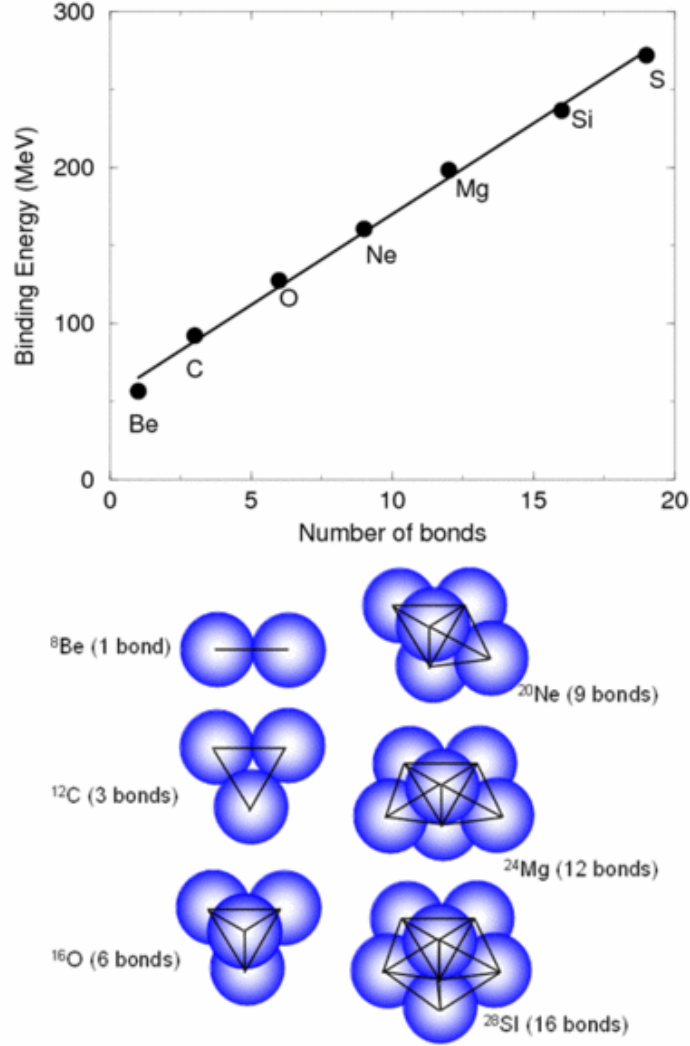 300
200
100
0
Binding Energy (MeV)
Be
C
O
Ne
Mg
Si
S
0 5 10 15 20
Number of bonds
⁸Be (1 bond)
²⁰Ne (9 bonds)
¹²C (3 bonds)
²⁴Mg (12 bonds)
¹⁶O (6 bonds)
²⁸SI (16 bonds)